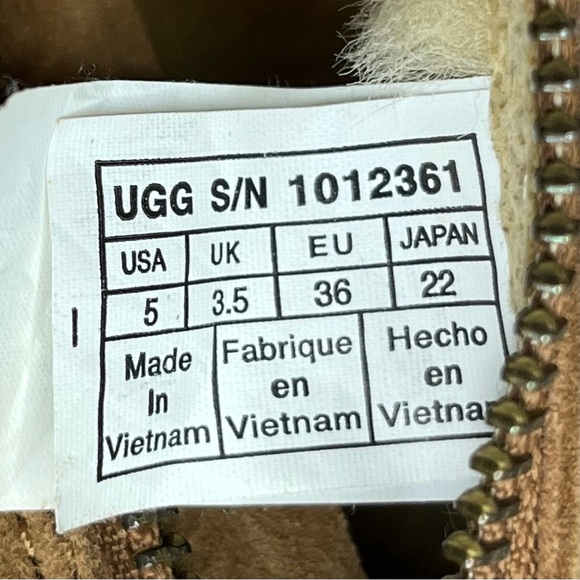 UGG S/N 1012361
USA UK EU JAPAN
5 3.5 36 22
Made
In
Vietnam
Fabrique
en
Vietnam
Hecho
en
Vietna